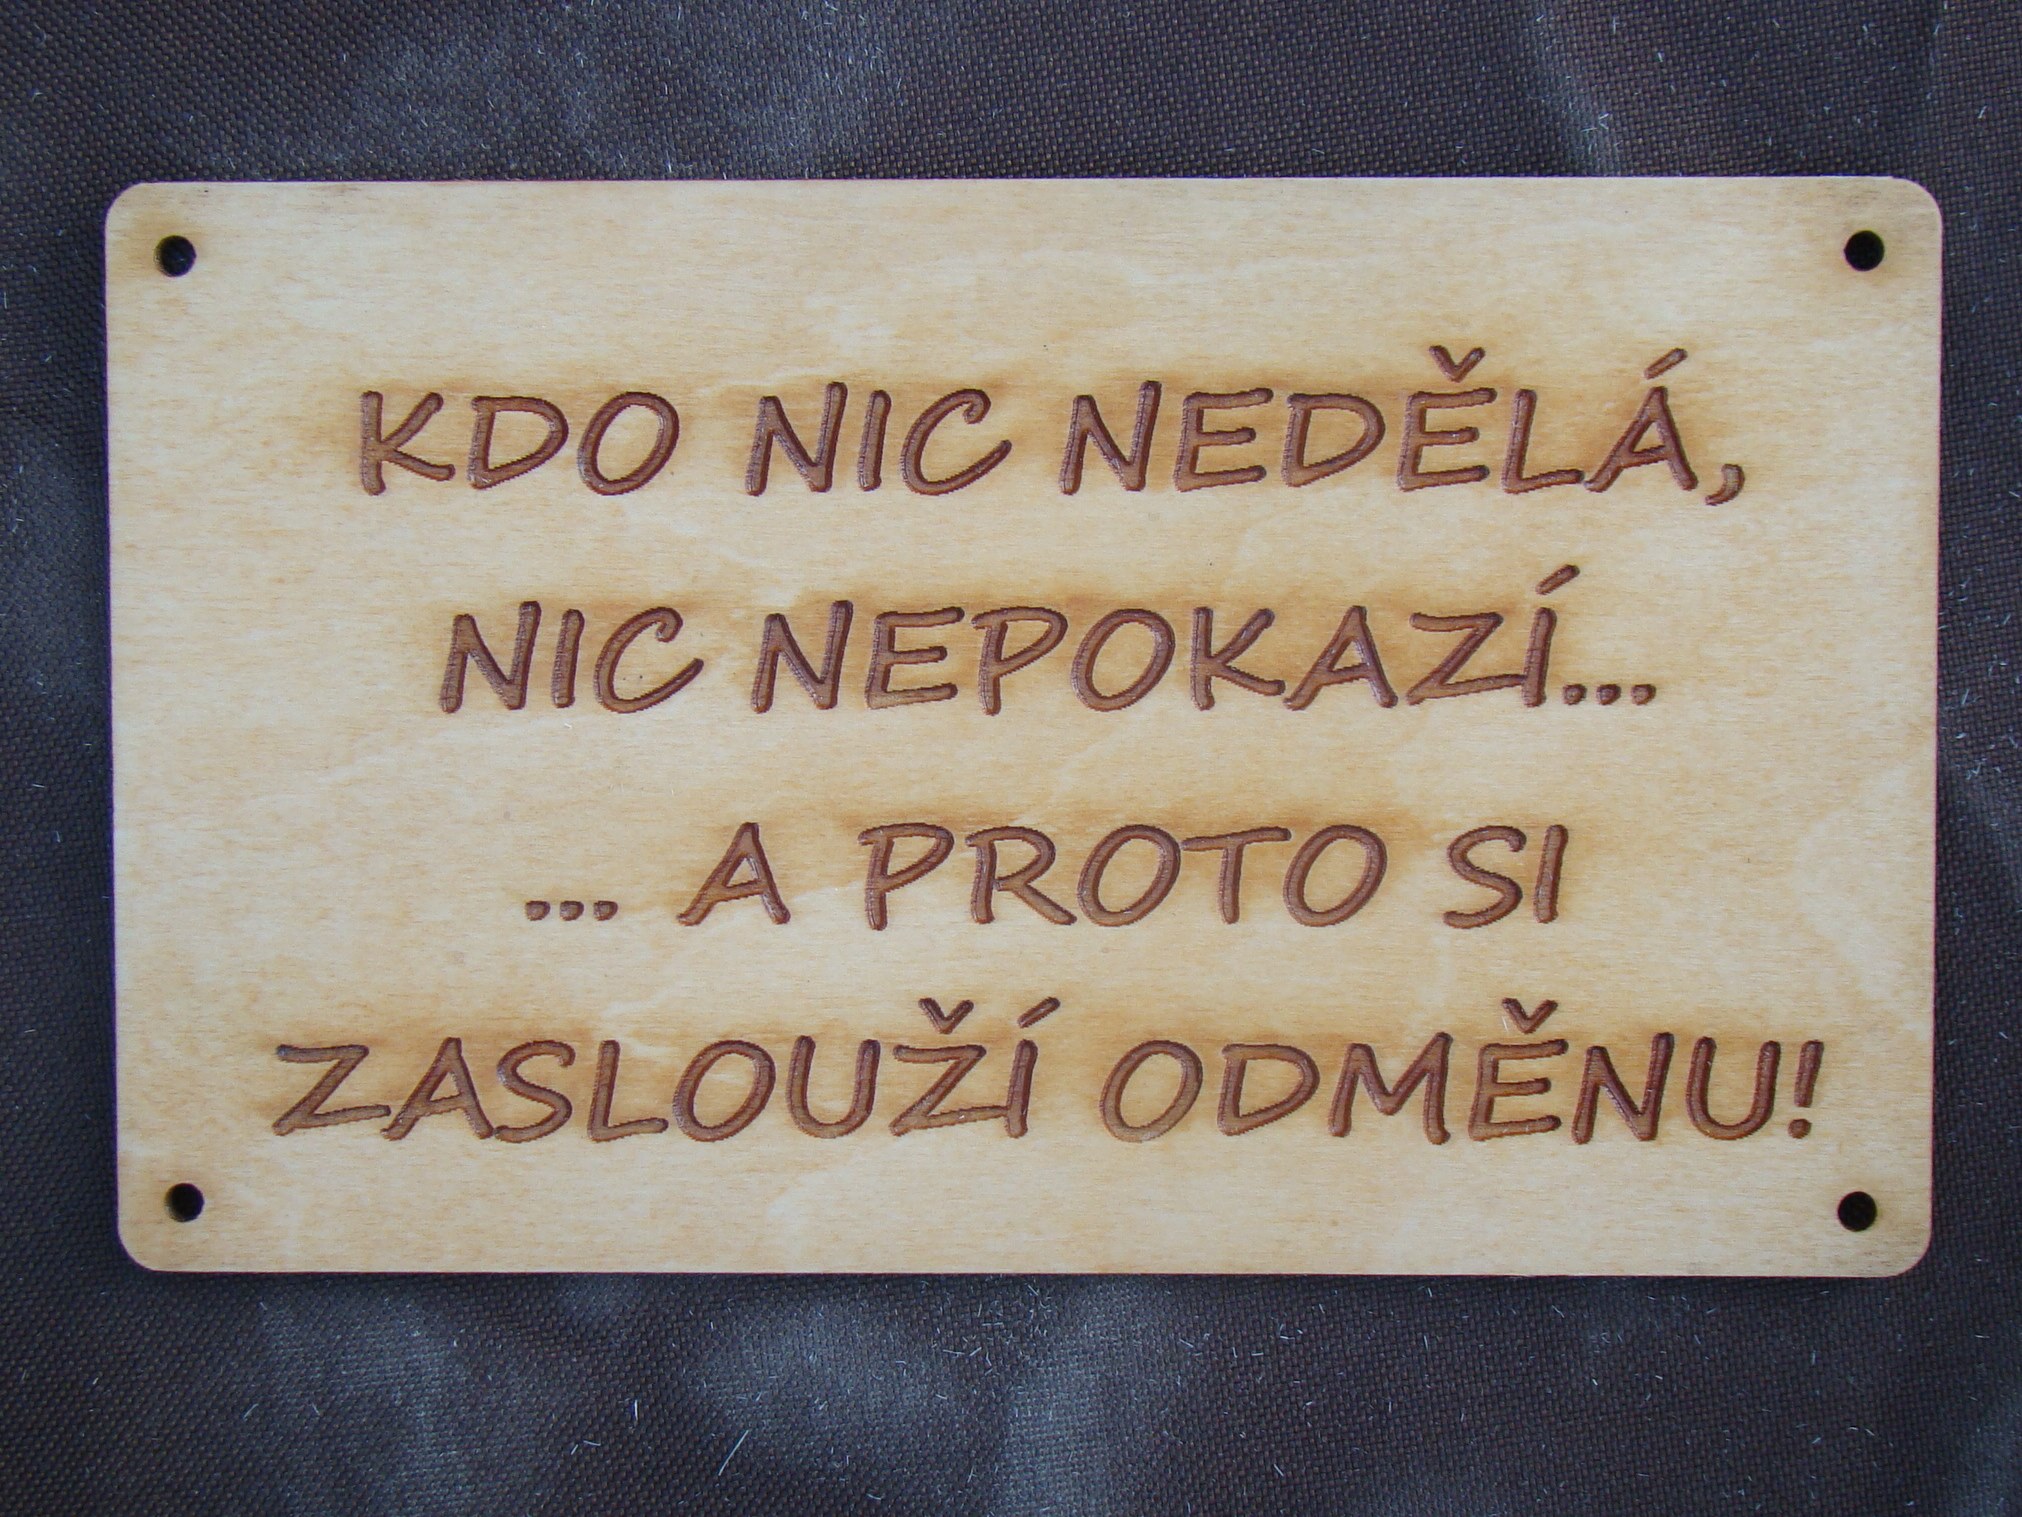 KDO NIC NEDĚLÁ,
NIC NEPOKAZÍ...
... A PROTO SI
ZASLOUŽÍ ODMĚNU!